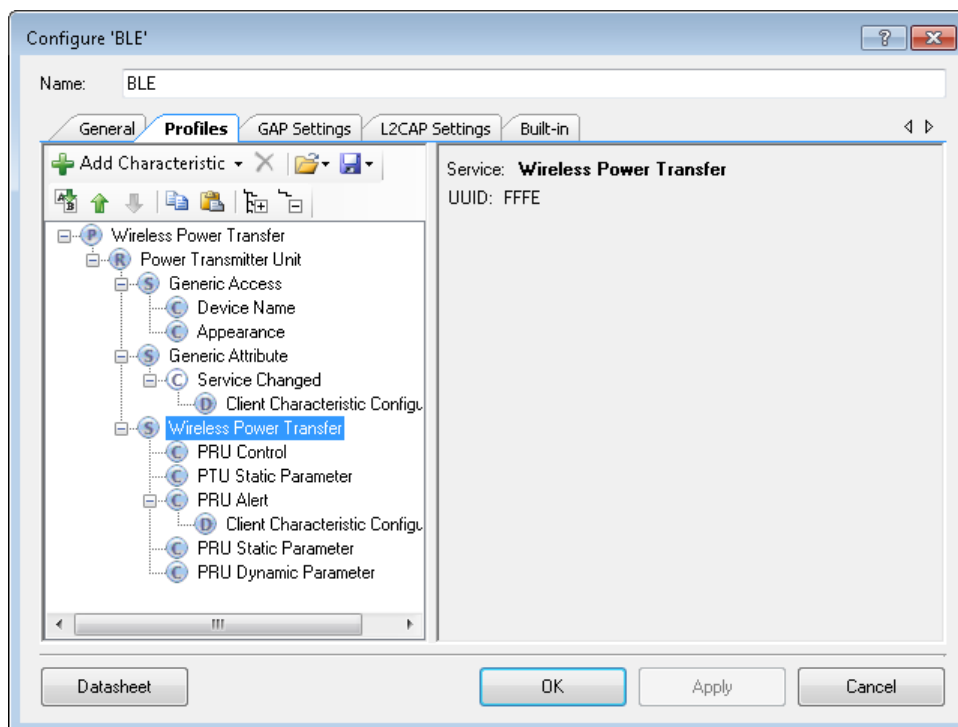 Configure 'BLE'
Name: BLE
General Profiles GAP Settings L2CAP Settings Built-in
Add Characteristic
Service: Wireless Power Transfer
UUID: FFFE
P Wireless Power Transfer
R Power Transmitter Unit
S Generic Access
C Device Name
C Appearance
S Generic Attribute
C Service Changed
D Client Characteristic Configu
S Wireless Power Transfer
C PRU Control
C PTU Static Parameter
C PRU Alert
D Client Characteristic Configu
C PRU Static Parameter
C PRU Dynamic Parameter
Datasheet OK Apply Cancel